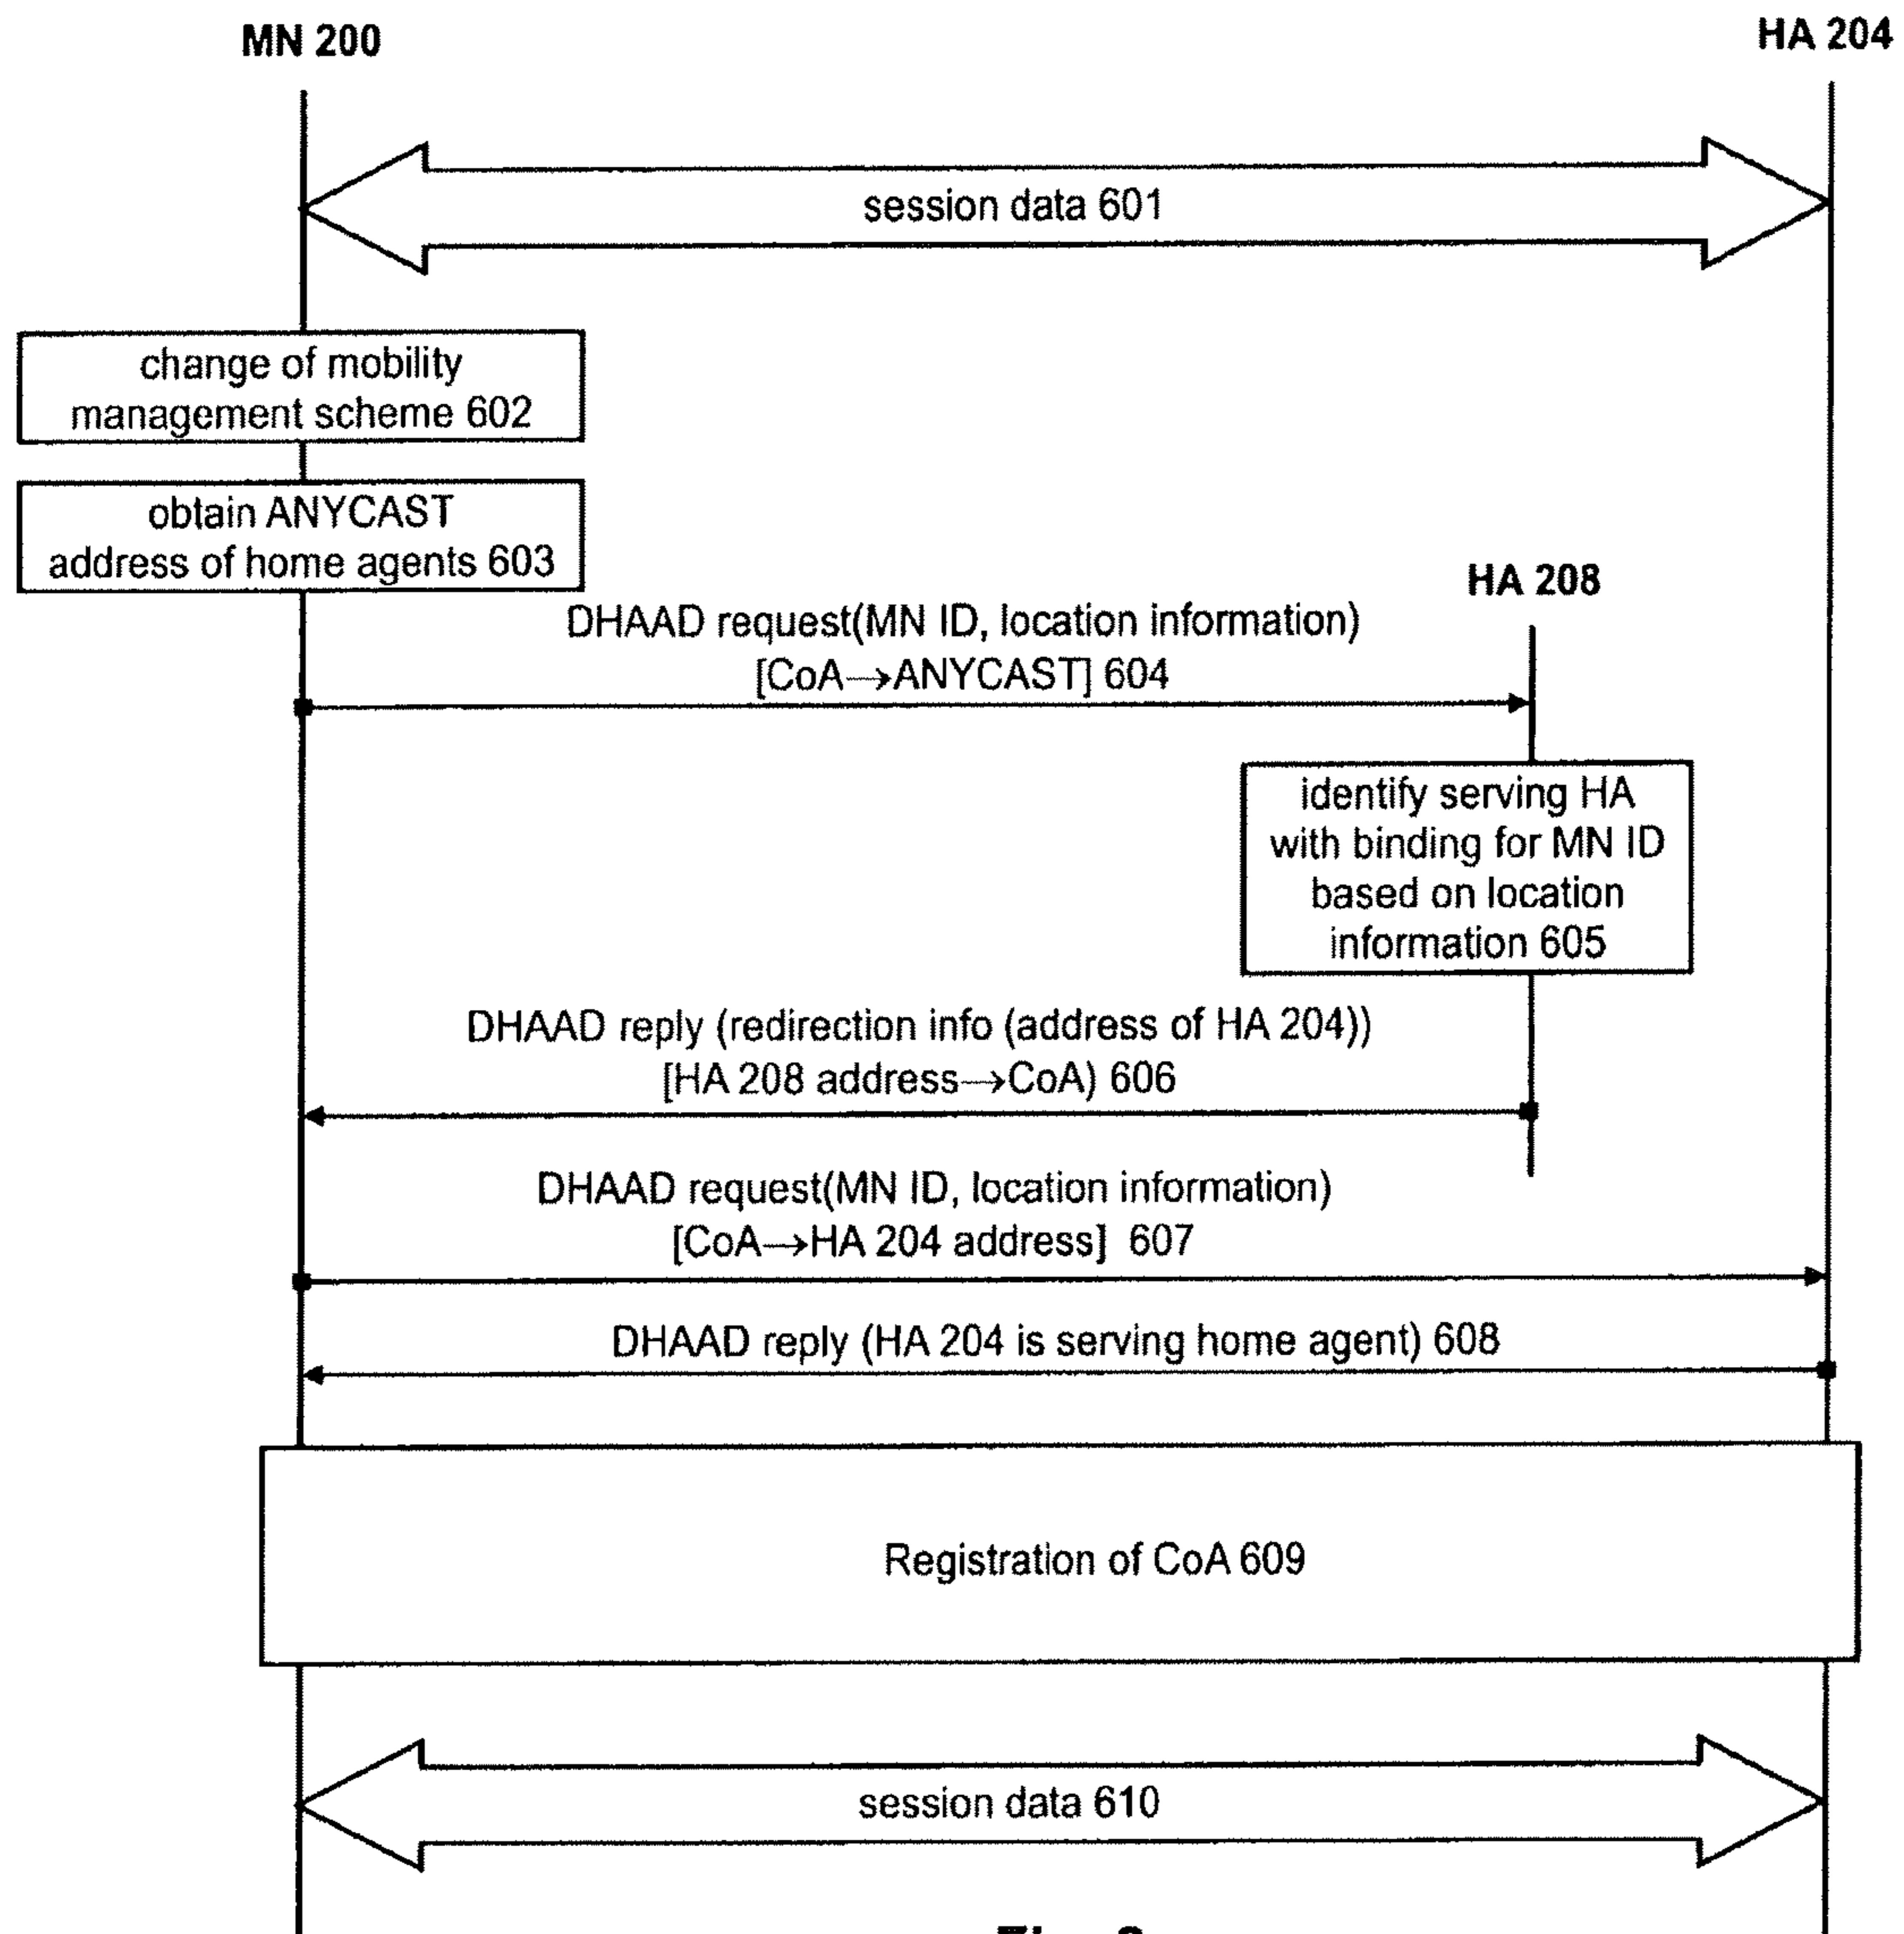 MN 200
HA 204
session data 601
change of mobility
management scheme 602
obtain ANYCAST
address of home agents 603
HA 208
DHAAD request(MN ID, location information)
[CoA→ANYCAST] 604
identify serving HA
with binding for MN ID
based on location
information 605
DHAAD reply (redirection info (address of HA 204))
[HA 208 address→CoA) 606
DHAAD request(MN ID, location information)
[CoA→HA 204 address] 607
DHAAD reply (HA 204 is serving home agent) 608
Registration of CoA 609
session data 610